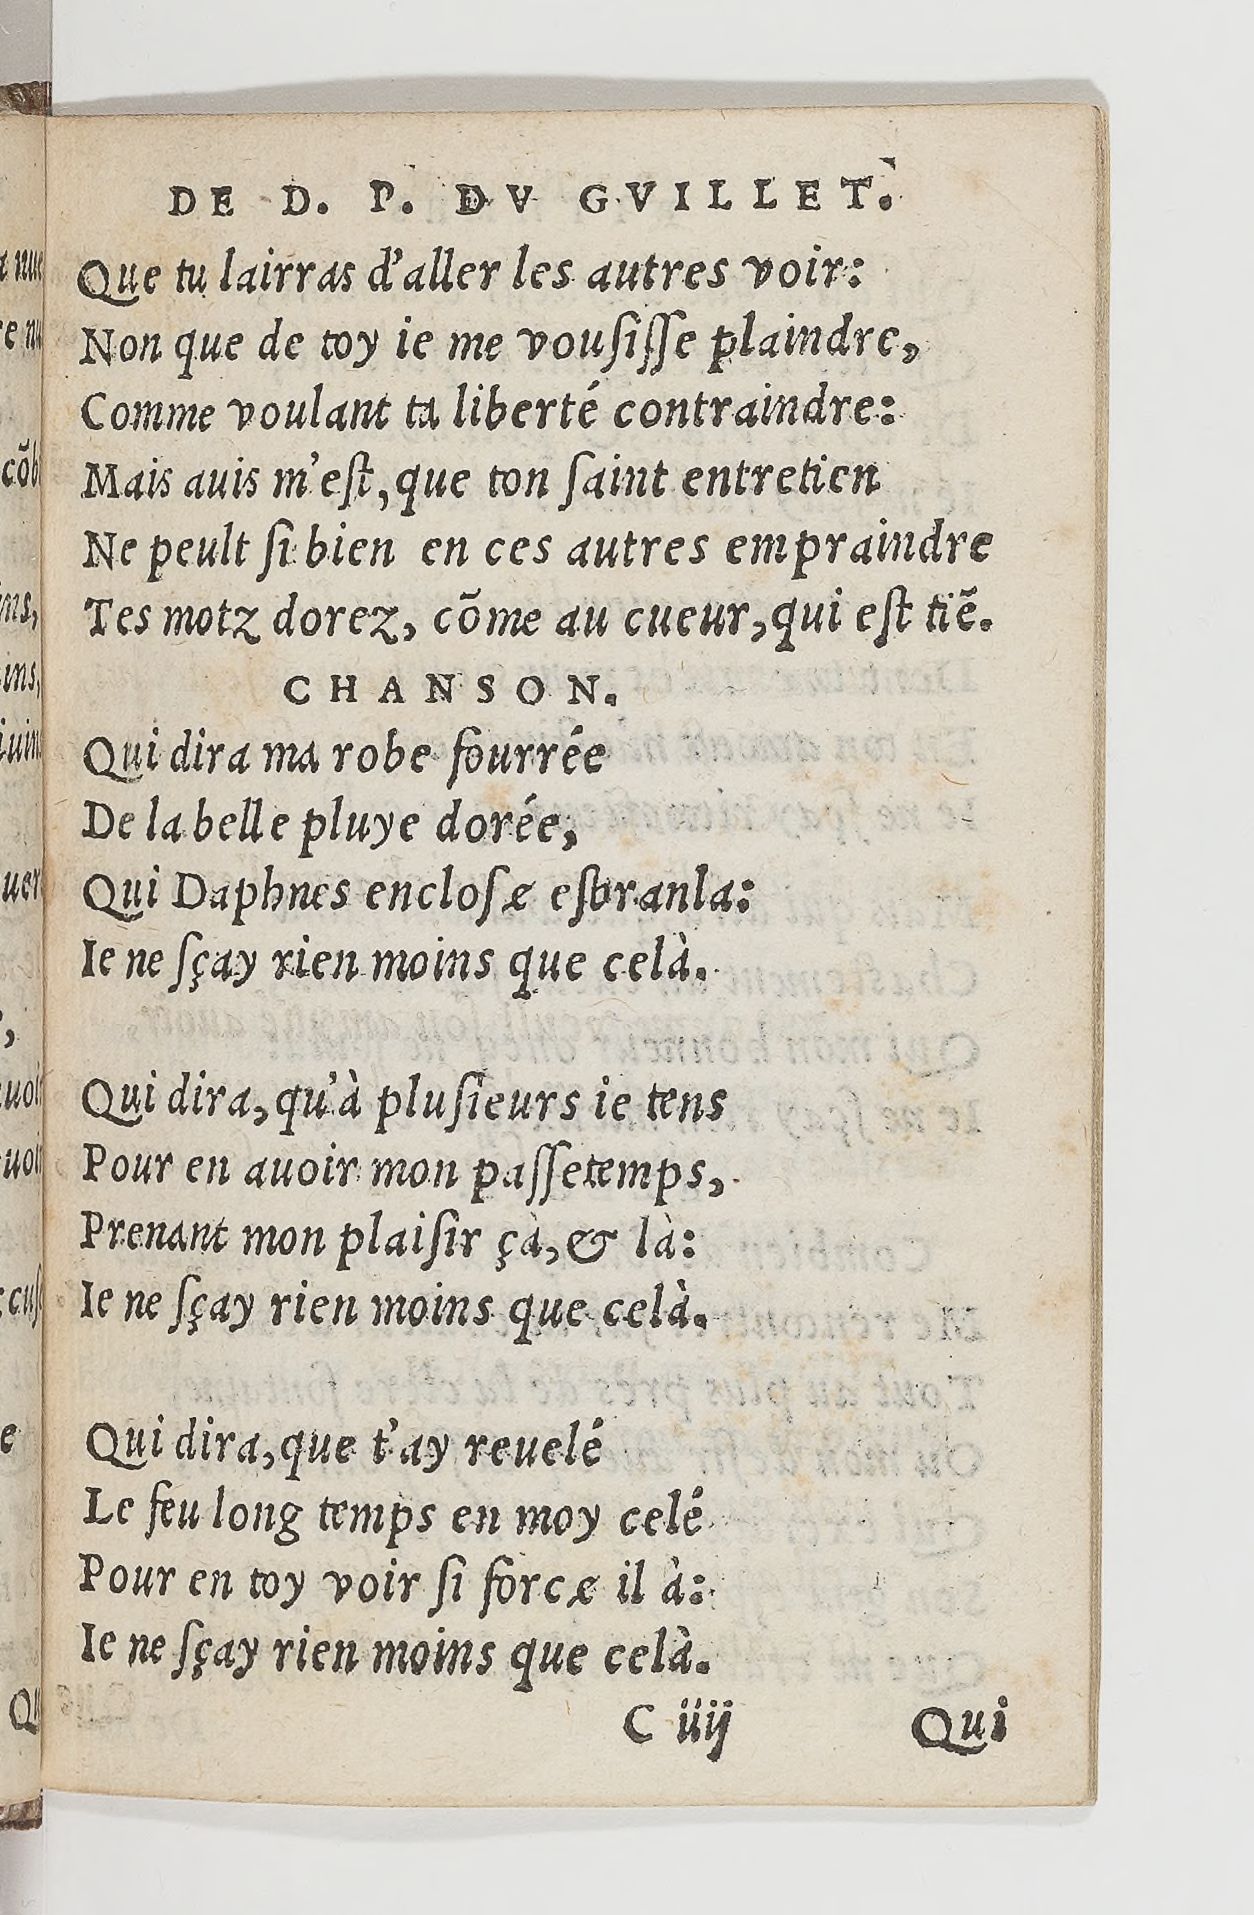 DE D. P. DV GVILLET.
Que tu lairras d'aller les autres voir:
Non que de toy ie me vouſiſſe plaindre,
Comme voulant ta liberté contraindre:
Mais auis m'eſt, que ton ſaint entretien
Ne peult ſi bien en ces autres empraindre
Tes motz dorez, cõme au cueur, qui eſt tiẽ.
CHANSON.
Qui dira ma robe fourrée
De la belle pluye dorée,
Qui Daphnes encloſe eſbranla:
Ie ne ſçay rien moins que celà.
Qui dira, qu'à pluſieurs ie tens
Pour en auoir mon paſſetemps,
Prenant mon plaiſir çà, & là:
Ie ne ſçay rien moins que celà.
Qui dira, que t'ay reuelé
Le feu long temps en moy celé
Pour en toy voir ſi force il à:
Ie ne ſçay rien moins que celà.
C iiij Qui